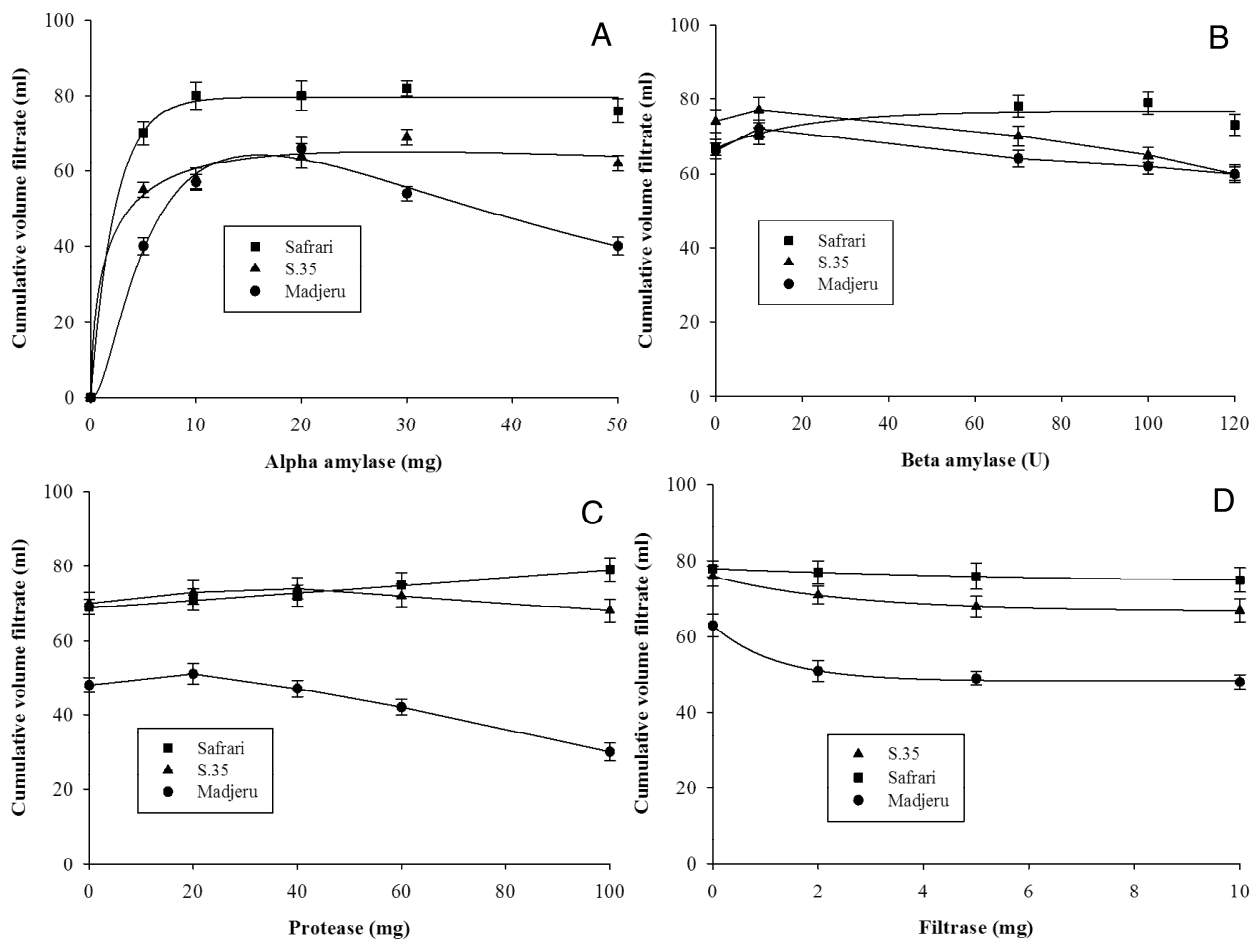 A
Cumulative volume filtrate (ml)
100
80
60
40
20
0
Safrari
S.35
Madjeru
0 10 20 30 40 50
Alpha amylase (mg)
B
Cumulative volume filtrate (ml)
100
80
60
40
20
0
Safrari
S.35
Madjeru
0 20 40 60 80 100 120
Beta amylase (U)
C
Cumulative volume filtrate (ml)
100
80
60
40
20
0
Safrari
S.35
Madjeru
0 20 40 60 80 100
Protease (mg)
D
Cumulative volume filtrate (ml)
100
80
60
40
20
0
S.35
Safrari
Madjeru
0 2 4 6 8 10
Filtrase (mg)